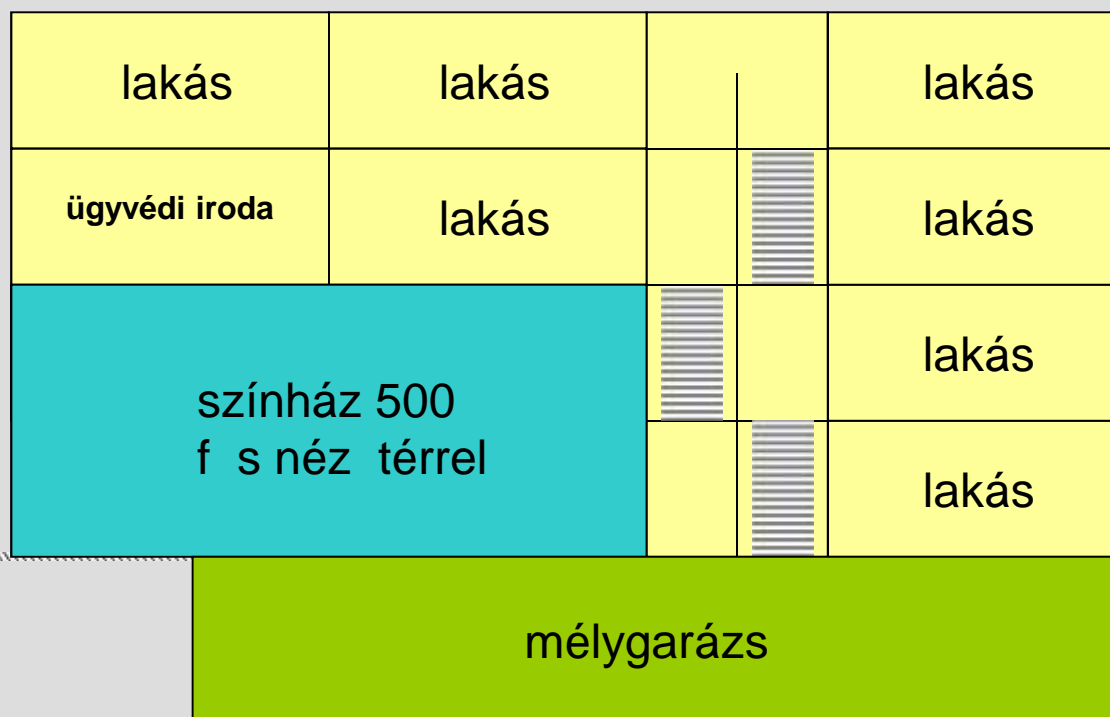 lakás lakás lakás
ügyvédi iroda lakás lakás
lakás
színház 500
f s néz térrel
lakás
mélygarázs